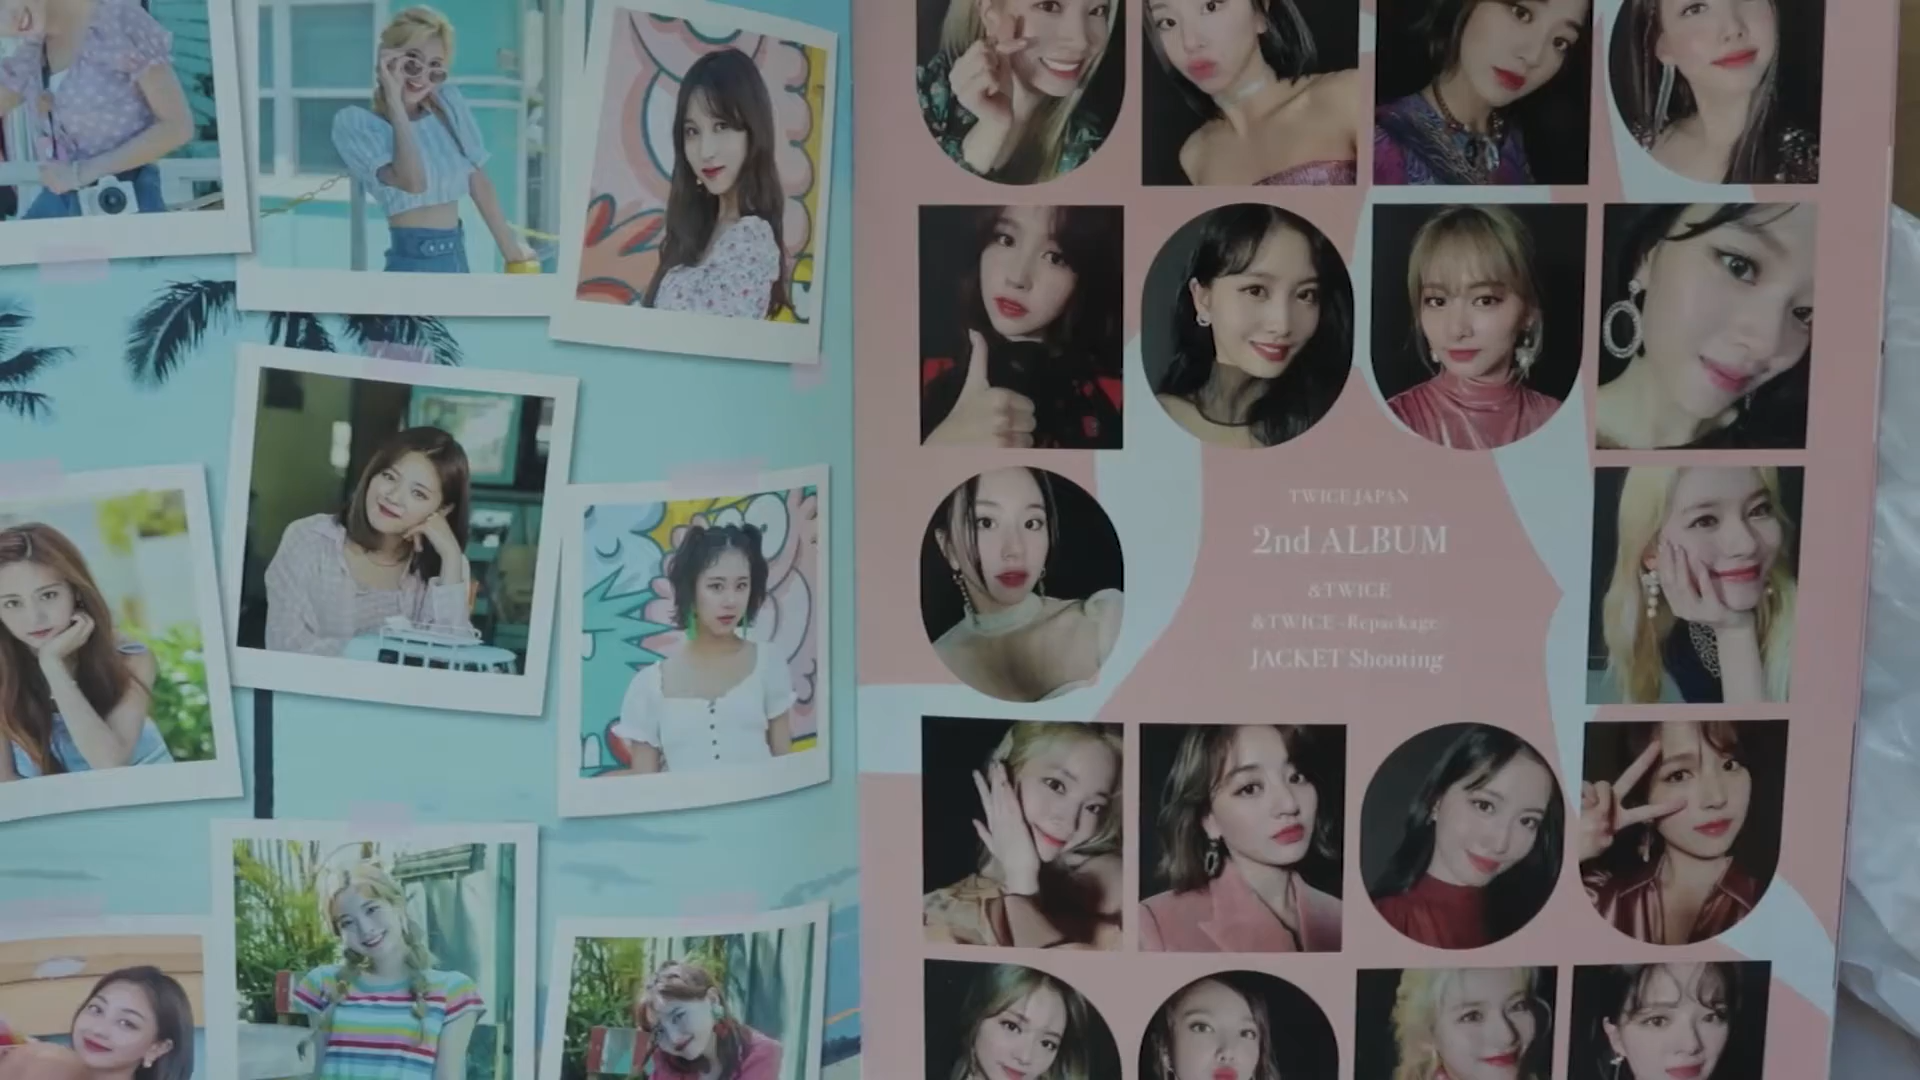 TWICE JAPAN
2nd ALBUM
&TWICE
&TWICE -Repackage-
JACKET Shooting